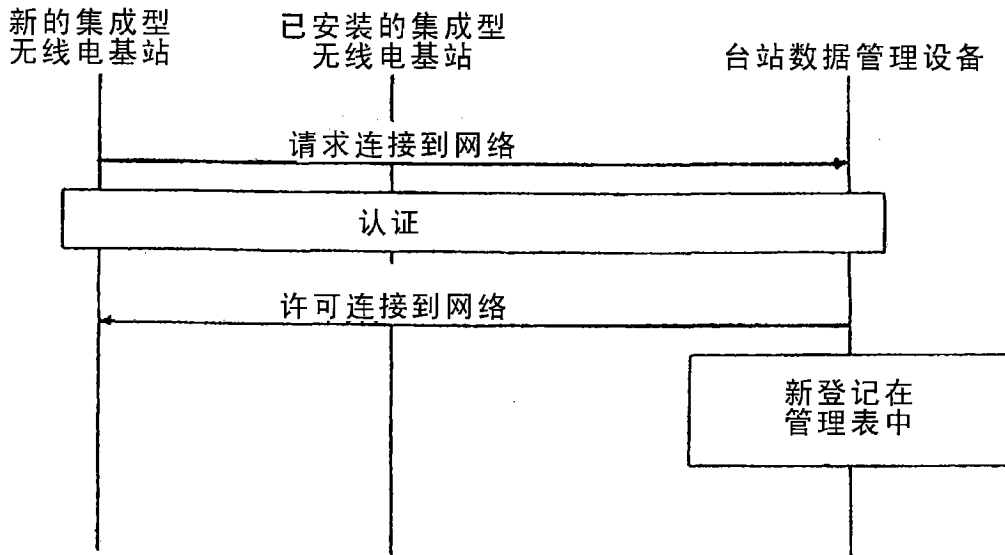 新的集成型
无线电基站
已安装的集成型
无线电基站
台站数据管理设备
请求连接到网络
认证
许可连接到网络
新登记在
管理表中